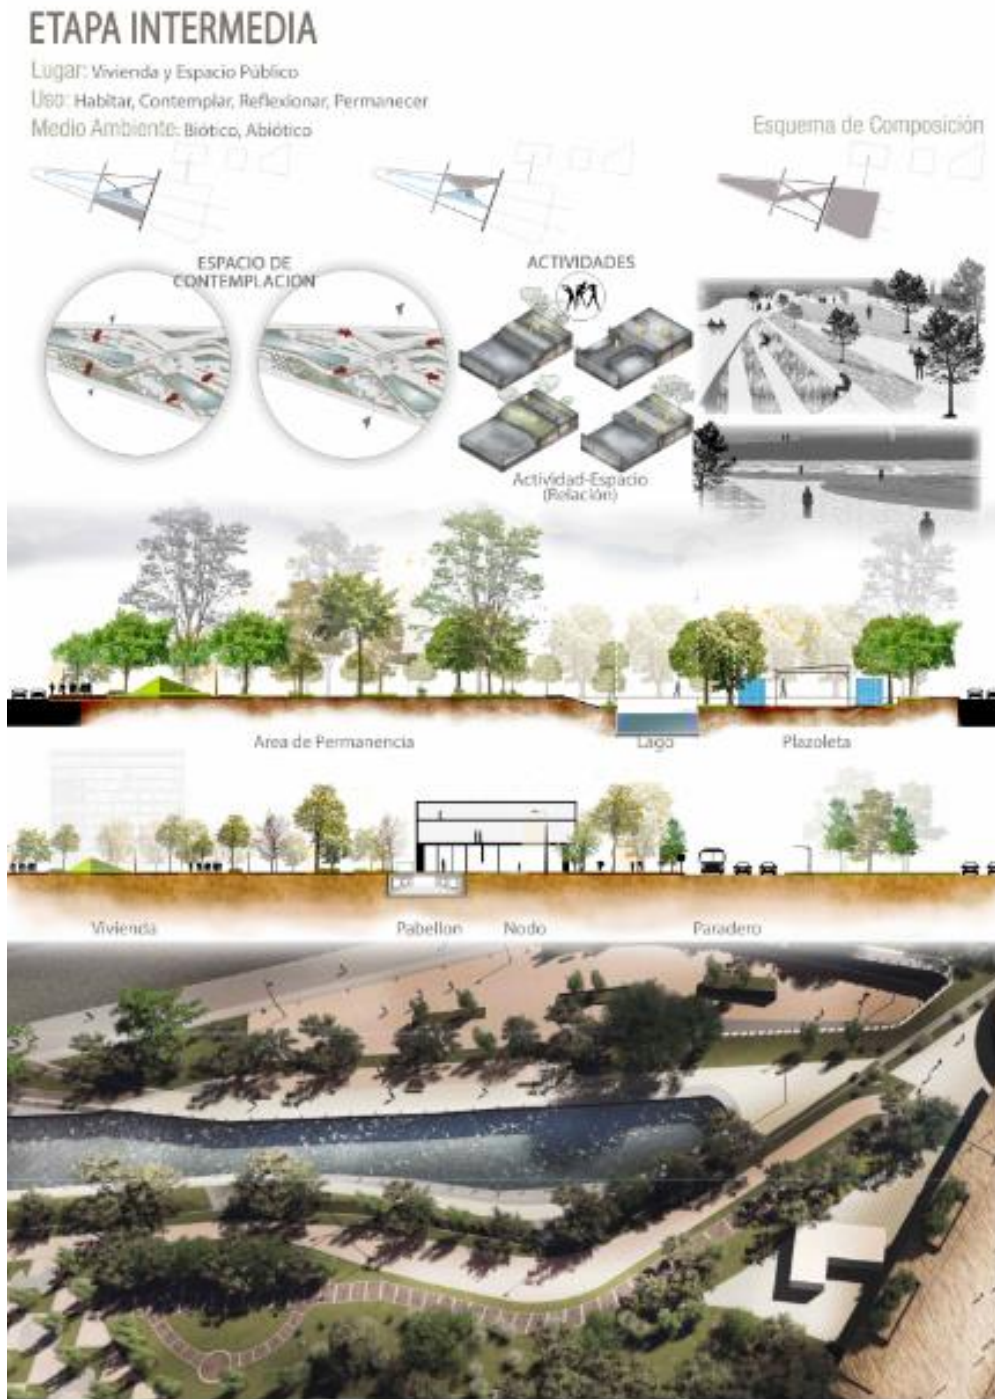 ETAPA INTERMEDIA
Lugar: Vivienda y Espacio Público
Uso: Habitar, Contemplar, Reflexionar, Permanecer
Medio Ambiente: Biótico, Abiótico
Esquema de Composición
ESPACIO DE
CONTEMPLACION
ACTIVIDADES
Actividad-Espacio
(Relación)
Area de Permanencia
Lago
Plazoleta
Vivienda
Pabellon
Nodo
Paradero